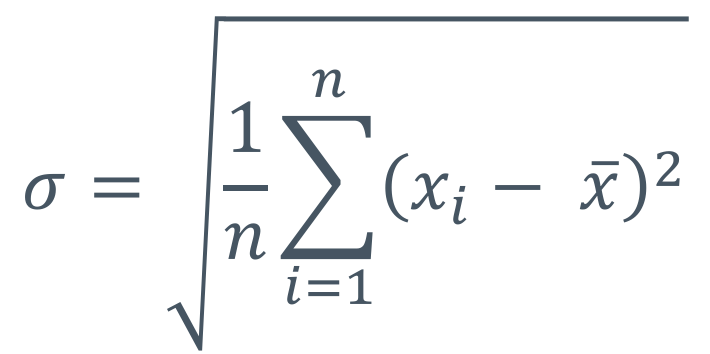 σ = √(1/n ∑_{i=1}^{n} (x_i − x̄)²)